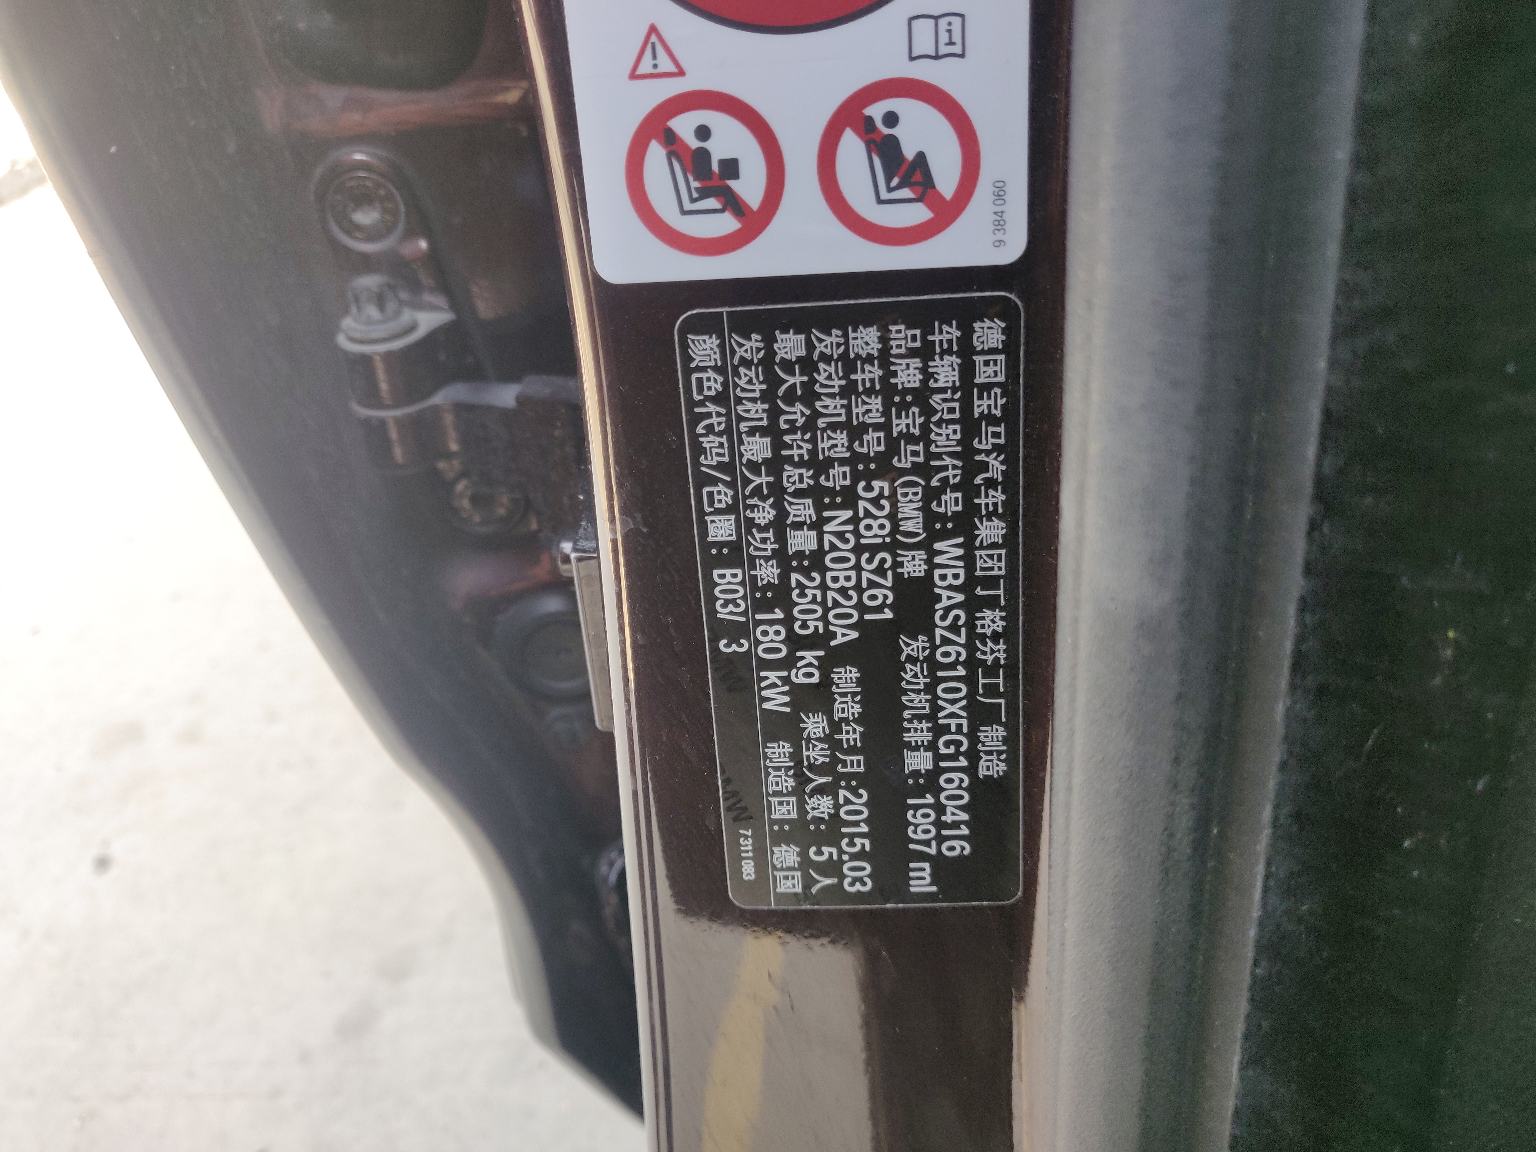 9 384 060
德国宝马汽车集团丁格芬工厂制造
车辆识别代号: WBASZ610XFG160416
品牌:宝马(BMW)牌 发动机排量: 1997 ml
整车型号:528i SZ61
发动机型号: N20B20A 制造年月:2015.03
最大允许总质量:2505 kg 乘坐人数: 5 人
发动机最大净功率: 180 kW 制造国: 德国
颜色代码/色圈: B03/ 3
7311 083